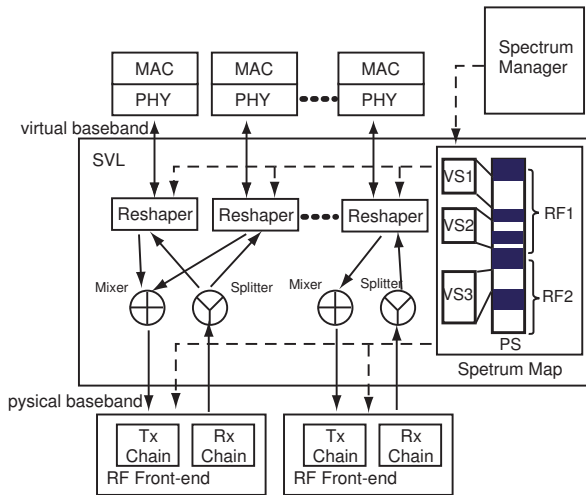 MAC
PHY
MAC
PHY
MAC
PHY
Spectrum
Manager
virtual baseband
SVL
Reshaper
Reshaper
Reshaper
VS1
VS2
VS3
RF1
RF2
PS
Mixer
Splitter
Mixer
Splitter
Spetrum Map
pysical baseband
Tx
Chain
Rx
Chain
RF Front-end
Tx
Chain
Rx
Chain
RF Front-end